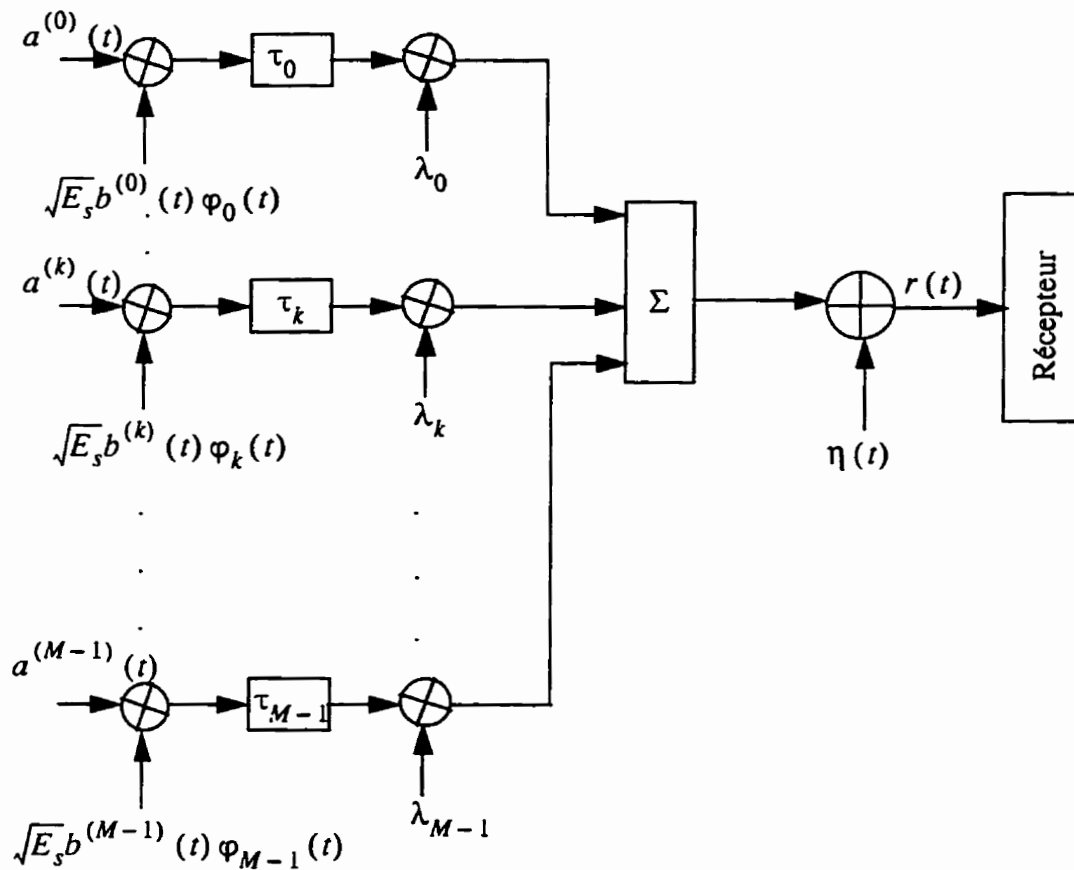 a^{(0)}(t)
τ_0
λ_0
√E_s b^{(0)}(t) φ_0(t)
a^{(k)}(t)
τ_k
λ_k
√E_s b^{(k)}(t) φ_k(t)
Σ
r(t)
η(t)
Récepteur
a^{(M-1)}(t)
τ_{M-1}
λ_{M-1}
√E_s b^{(M-1)}(t) φ_{M-1}(t)